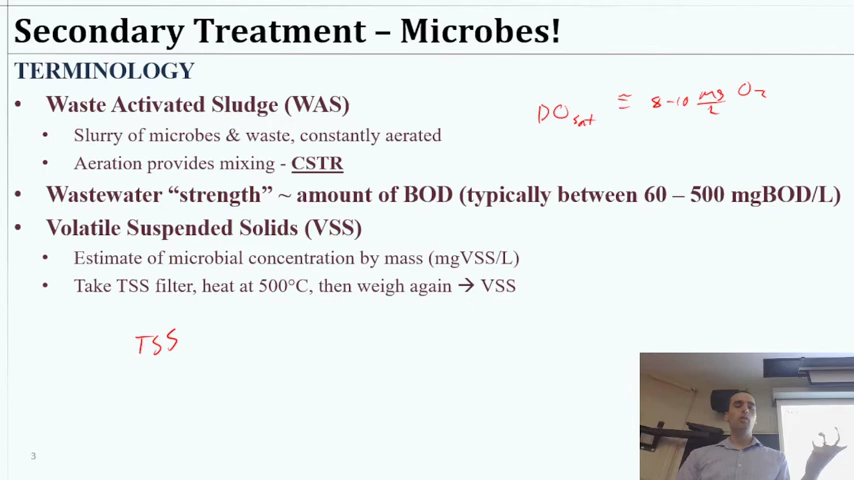 Secondary Treatment – Microbes!
TERMINOLOGY
• Waste Activated Sludge (WAS)
• Slurry of microbes & waste, constantly aerated
• Aeration provides mixing - CSTR
• Wastewater “strength” ~ amount of BOD (typically between 60 – 500 mgBOD/L)
• Volatile Suspended Solids (VSS)
• Estimate of microbial concentration by mass (mgVSS/L)
• Take TSS filter, heat at 500°C, then weigh again → VSS
DOsat ≅ 8-10 mg/L O2
TSS
3